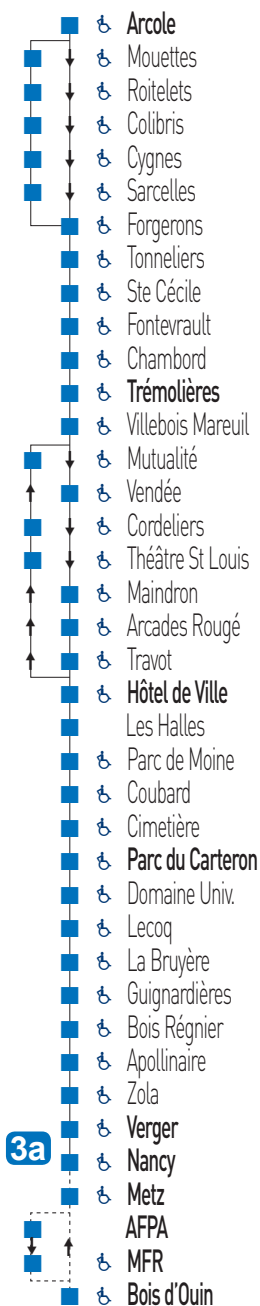 Arcole
Mouettes
Roitelets
Colibris
Cygnes
Sarcelles
Forgerons
Tonneliers
Ste Cécile
Fontevrault
Chambord
Trémolières
Villebois Mareuil
Mutualité
Vendée
Cordeliers
Théâtre St Louis
Maindron
Arcades Rougé
Travot
Hôtel de Ville
Les Halles
Parc de Moine
Coubard
Cimetière
Parc du Carteron
Domaine Univ.
Lecoq
La Bruyère
Guignardières
Bois Régnier
Apollinaire
Zola
Verger
3a
Nancy
Metz
AFPA
MFR
Bois d'Ouin